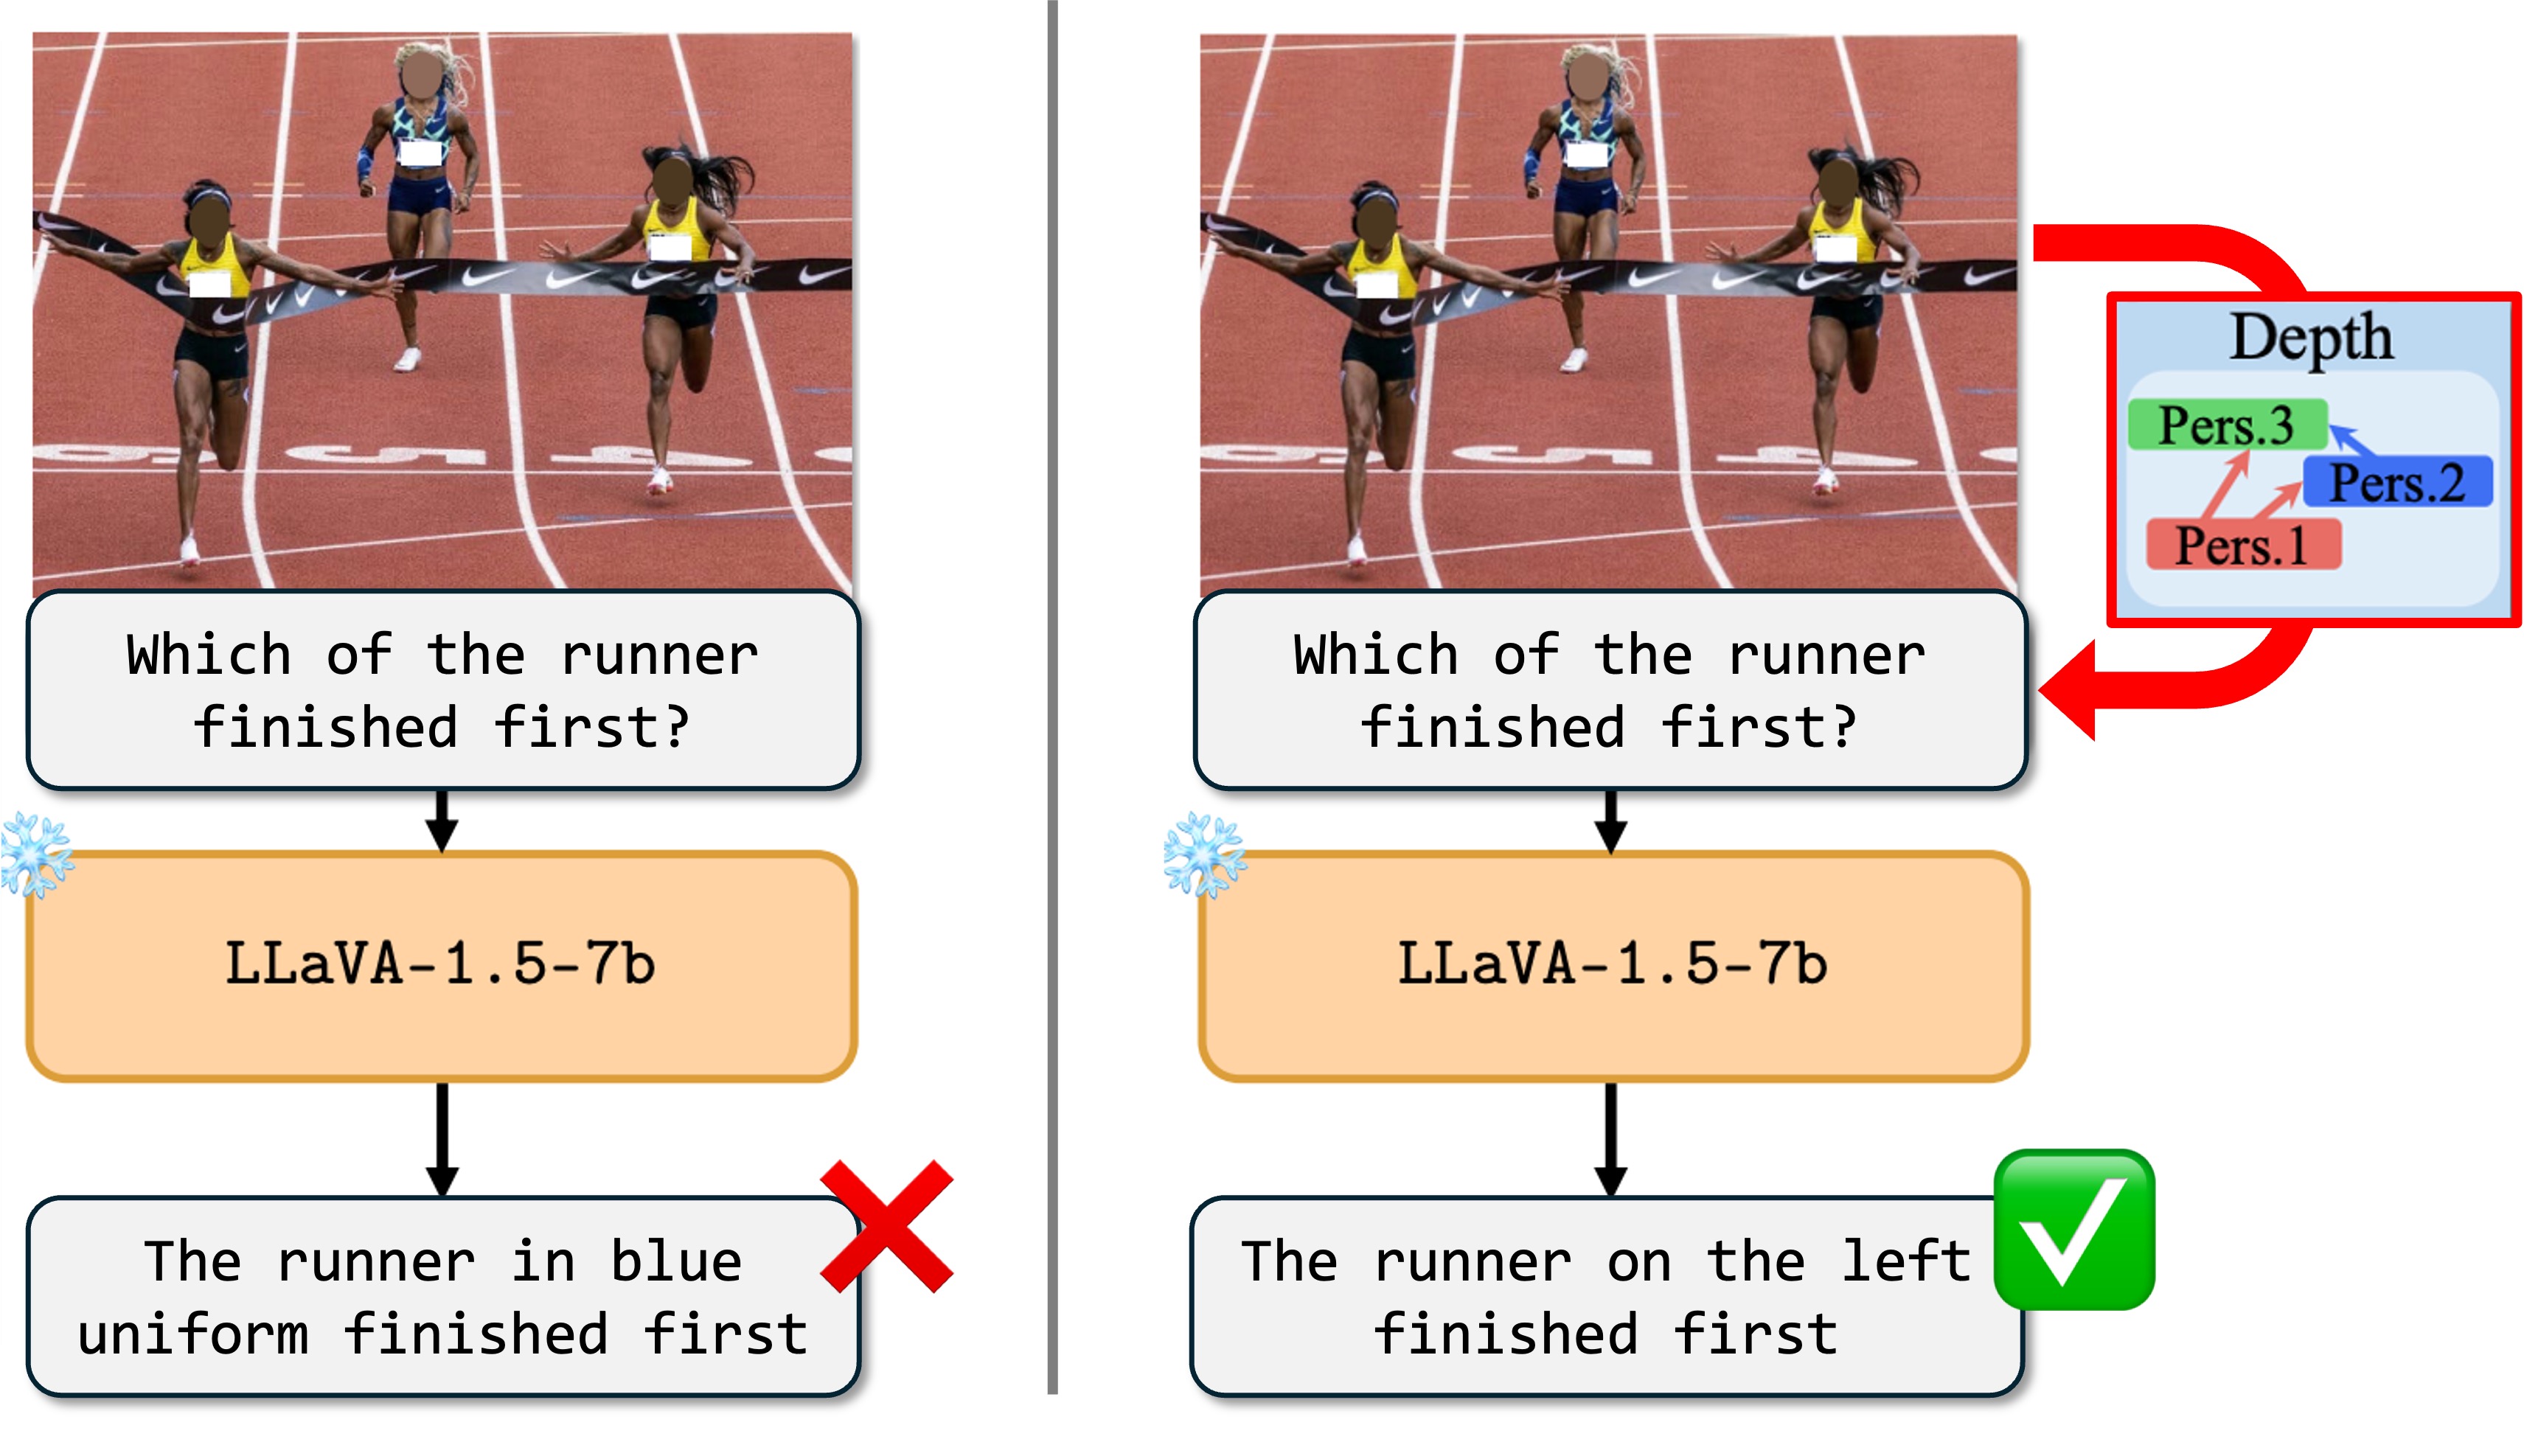 Which of the runner
finished first?
LLaVA-1.5-7b
The runner in blue
uniform finished first
Depth
Pers.3
Pers.2
Pers.1
Which of the runner
finished first?
LLaVA-1.5-7b
The runner on the left
finished first